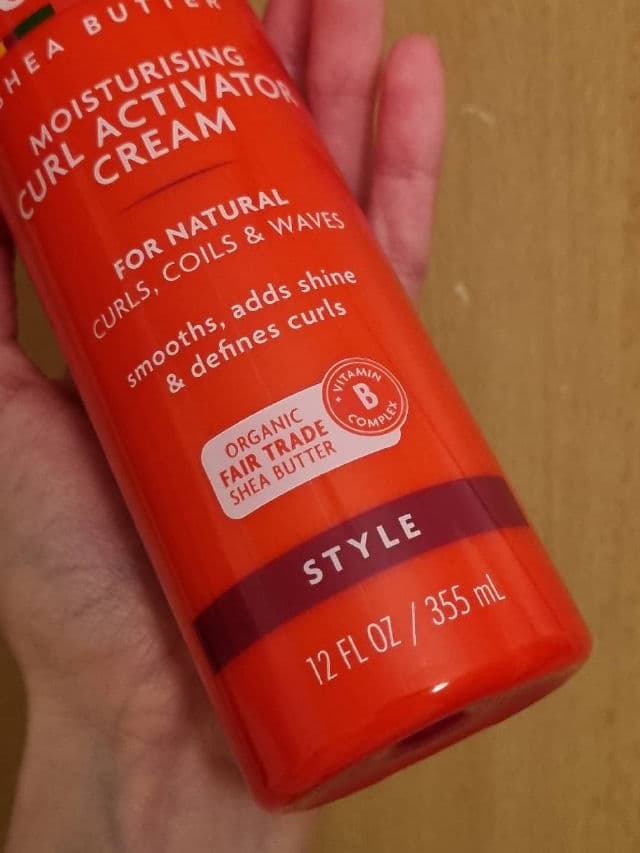 SHEA BUTTER
MOISTURISING
CURL ACTIVATOR
CREAM
FOR NATURAL
CURLS, COILS & WAVES
smooths, adds shine
& defines curls
+ VITAMIN
B
COMPLEX
ORGANIC
FAIR TRADE
SHEA BUTTER
STYLE
12 FL OZ / 355 mL